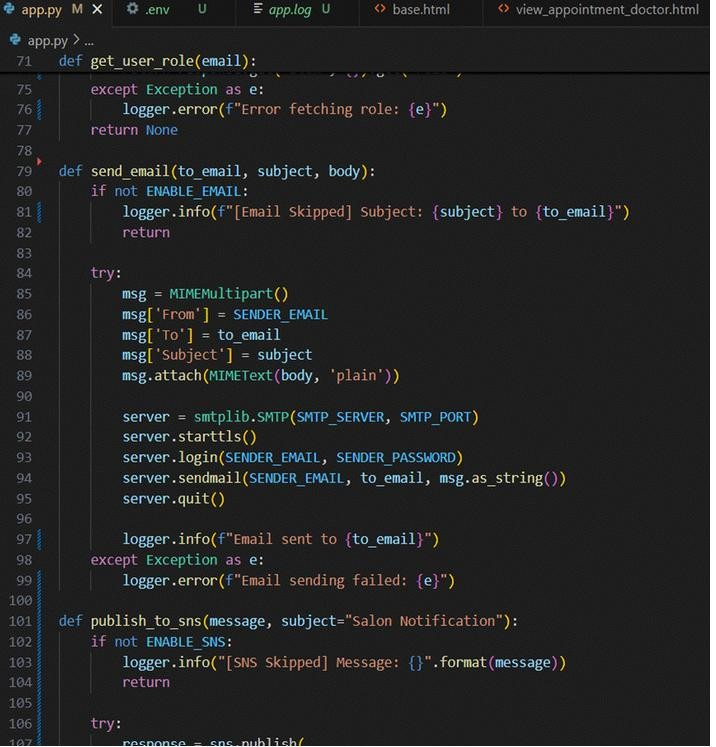 app.py M × .env U app.log U base.html view_appointment_doctor.html
app.py > ...
71 def get_user_role(email):
75 except Exception as e:
76 logger.error(f"Error fetching role: {e}")
77 return None
78
79 def send_email(to_email, subject, body):
80 if not ENABLE_EMAIL:
81 logger.info(f"[Email Skipped] Subject: {subject} to {to_email}")
82 return
83
84 try:
85 msg = MIMEMultipart()
86 msg['From'] = SENDER_EMAIL
87 msg['To'] = to_email
88 msg['Subject'] = subject
89 msg.attach(MIMEText(body, 'plain'))
90
91 server = smtplib.SMTP(SMTP_SERVER, SMTP_PORT)
92 server.starttls()
93 server.login(SENDER_EMAIL, SENDER_PASSWORD)
94 server.sendmail(SENDER_EMAIL, to_email, msg.as_string())
95 server.quit()
96
97 logger.info(f"Email sent to {to_email}")
98 except Exception as e:
99 logger.error(f"Email sending failed: {e}")
100
101 def publish_to_sns(message, subject="Salon Notification"):
102 if not ENABLE_SNS:
103 logger.info("[SNS Skipped] Message: {}".format(message))
104 return
105
106 try:
107 response = sns.publish(